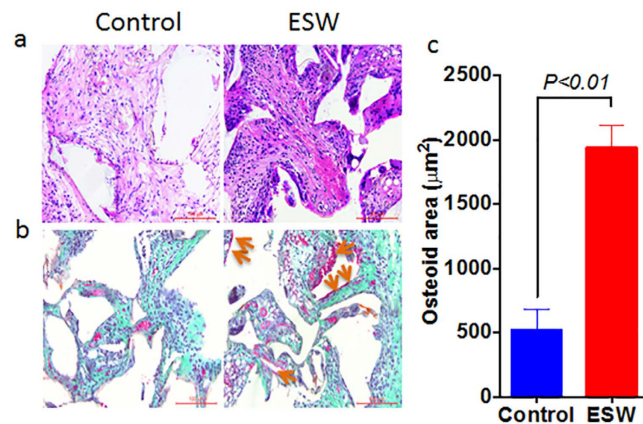 Control ESW
a
b
c
P<0.01
Osteoid area (μm²)
2500
2000
1500
1000
500
0
Control ESW